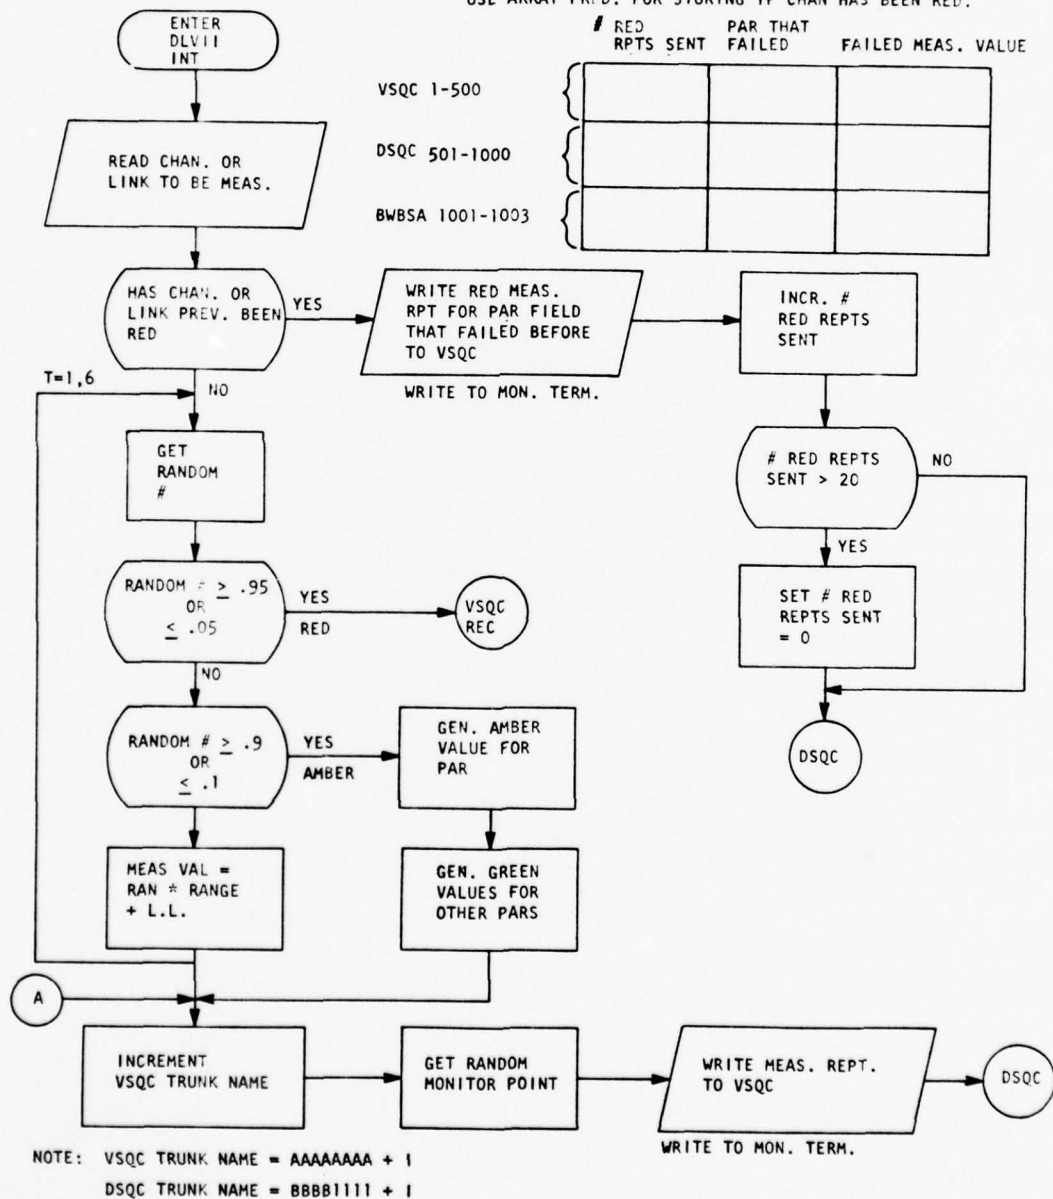 USE ARRAY PRED. FOR STORING IF CHAN HAS BEEN RED.
# RED
RPTS SENT
PAR THAT
FAILED
FAILED MEAS. VALUE
VSQC 1-500
DSQC 501-1000
BWBSA 1001-1003
ENTER
DLVII
INT
READ CHAN. OR
LINK TO BE MEAS.
HAS CHAN. OR
LINK PREV. BEEN
RED
YES
WRITE RED MEAS.
RPT FOR PAR FIELD
THAT FAILED BEFORE
TO VSQC
WRITE TO MON. TERM.
INCR. #
RED REPTS
SENT
# RED REPTS
SENT > 20
NO
YES
SET # RED
REPTS SENT
= 0
DSQC
T=1,6
NO
GET
RANDOM
#
RANDOM # ≥ .95
OR
≤ .05
YES
RED
VSQC
REC
NO
RANDOM # ≥ .9
OR
≤ .1
YES
AMBER
GEN. AMBER
VALUE FOR
PAR
MEAS VAL =
RAN * RANGE
+ L.L.
GEN. GREEN
VALUES FOR
OTHER PARS
A
INCREMENT
VSQC TRUNK NAME
GET RANDOM
MONITOR POINT
WRITE MEAS. REPT.
TO VSQC
WRITE TO MON. TERM.
DSQC
NOTE: VSQC TRUNK NAME = AAAAAAAA + 1
DSQC TRUNK NAME = BBBB1111 + 1